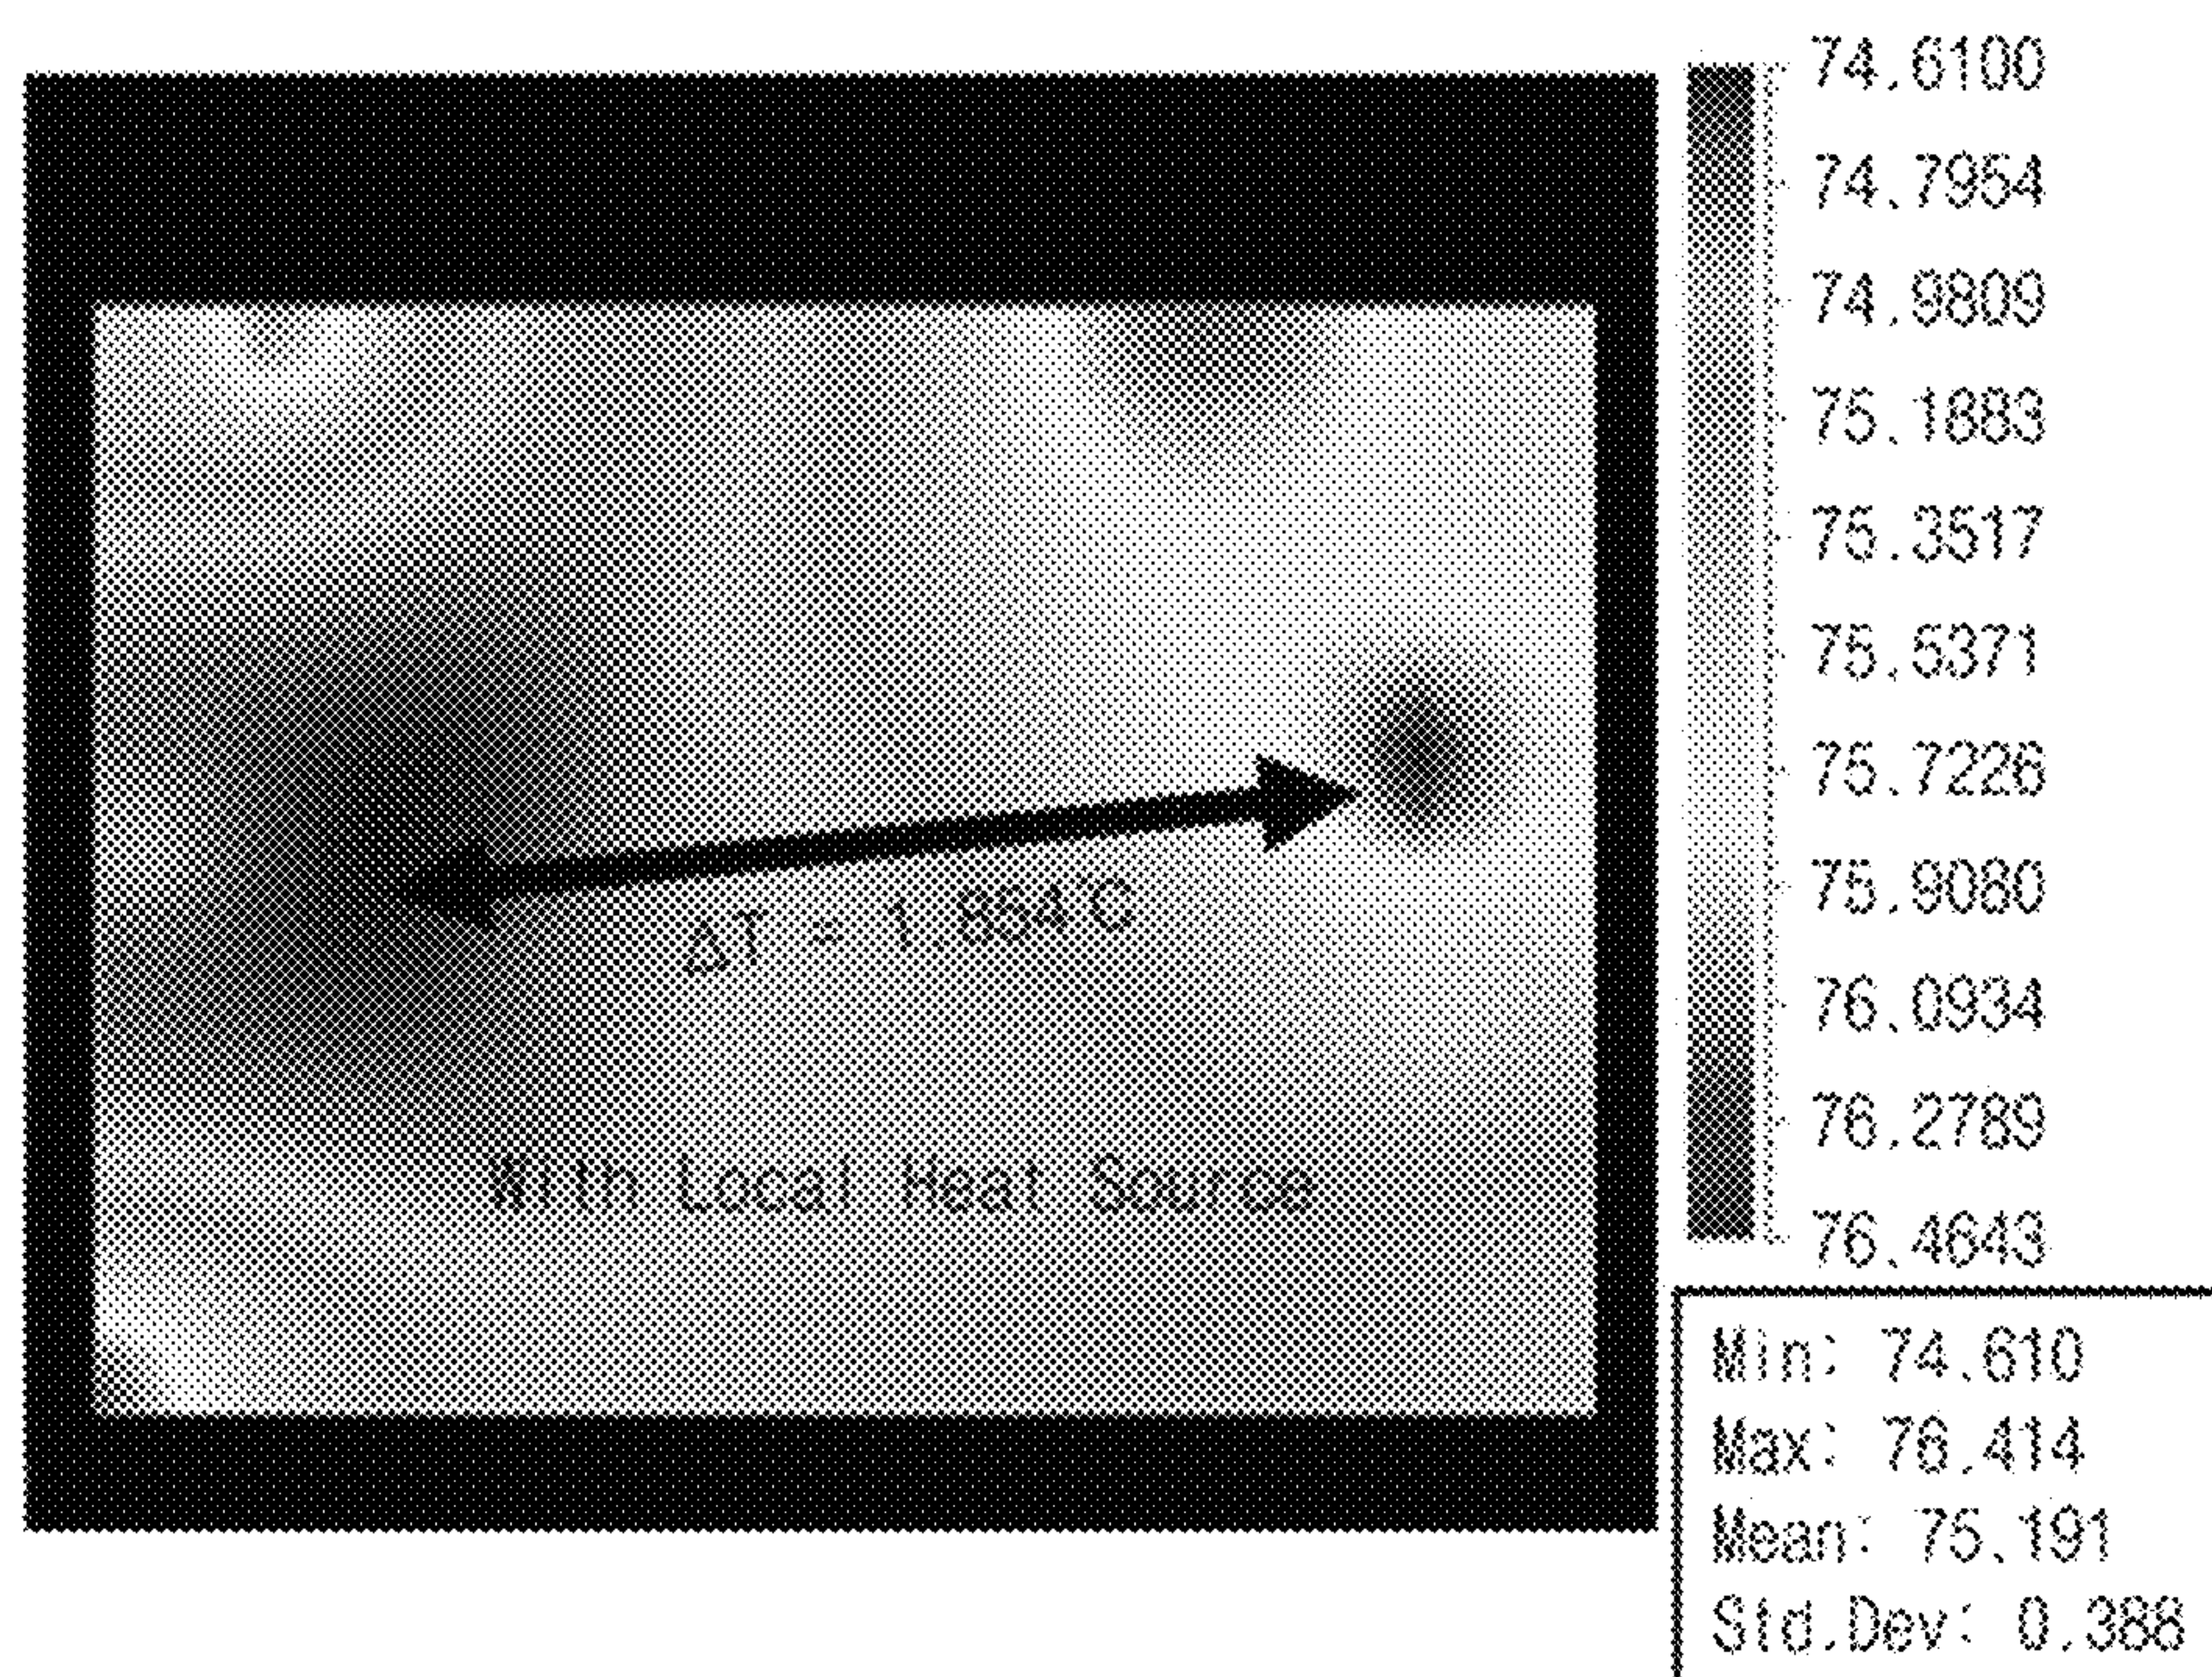 74.6100
74.7954
74.9809
75.1663
75.3517
75.5371
75.7226
75.9080
76.0934
76.2789
76.4643
ΔT = 1.854°C
With Local Heat Source
Min: 74.610
Max: 76.414
Mean: 75.191
Std.Dev: 0.388